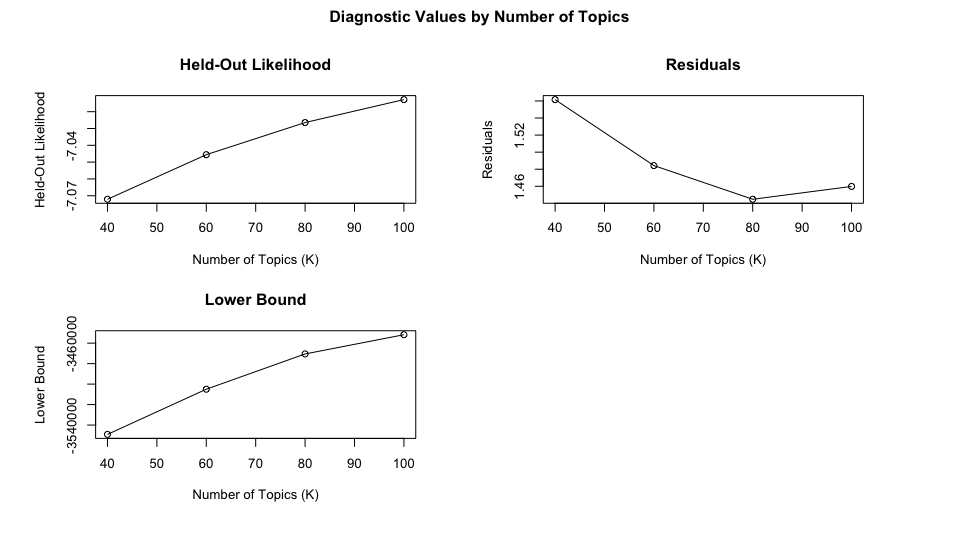 Diagnostic Values by Number of Topics
Held-Out Likelihood
Held-Out Likelihood
-7.04
-7.07
40 50 60 70 80 90 100
Number of Topics (K)
Residuals
Residuals
1.52
1.46
40 50 60 70 80 90 100
Number of Topics (K)
Lower Bound
Lower Bound
-3460000
-3540000
40 50 60 70 80 90 100
Number of Topics (K)